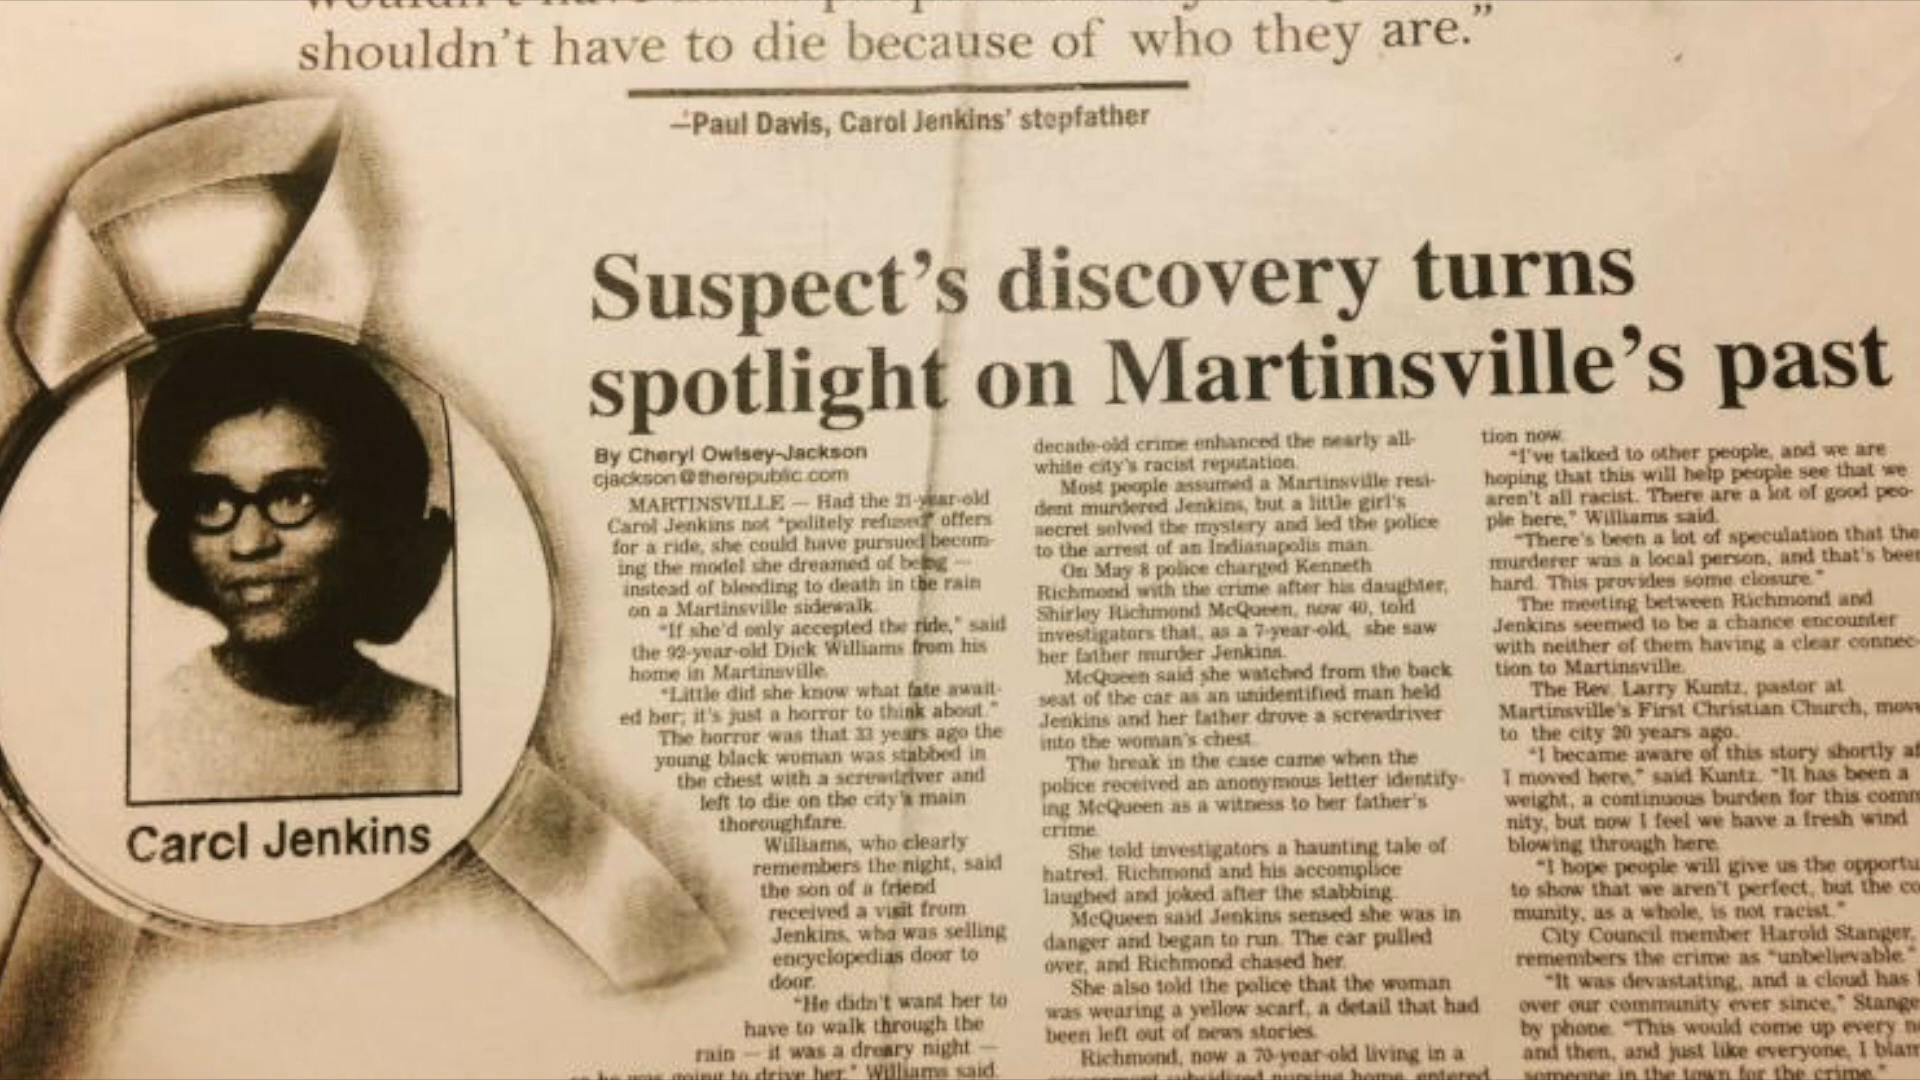 shouldn't have to die because of who they are."
—Paul Davis, Carol Jenkins' stepfather
Suspect's discovery turns
spotlight on Martinsville's past
Carol Jenkins
By Cheryl Owlsey-Jackson
cjackson@therepublic.com
MARTINSVILLE — Had the 21-year-old
Carol Jenkins not "politely refused" offers
for a ride, she could have pursued becom-
ing the model she dreamed of being —
instead of bleeding to death in the rain
on a Martinsville sidewalk.
"If she'd only accepted the ride," said
the 92-year-old Dick Williams from his
home in Martinsville.
"Little did she know what fate await-
ed her; it's just a horror to think about."
The horror was that 33 years ago the
young black woman was stabbed in
the chest with a screwdriver and
left to die on the city's main
thoroughfare.
Williams, who clearly
remembers the night, said
the son of a friend
received a visit from
Jenkins, who was selling
encyclopedias door to
door.
"He didn't want her to
have to walk through the
rain — it was a dreary night —
so he was going to drive her," Williams said.
decade-old crime enhanced the nearly all-
white city's racist reputation.
Most people assumed a Martinsville resi-
dent murdered Jenkins, but a little girl's
secret solved the mystery and led the police
to the arrest of an Indianapolis man.
On May 8 police charged Kenneth
Richmond with the crime after his daughter,
Shirley Richmond McQueen, now 40, told
investigators that, as a 7-year-old, she saw
her father murder Jenkins.
McQueen said she watched from the back
seat of the car as an unidentified man held
Jenkins and her father drove a screwdriver
into the woman's chest.
The break in the case came when the
police received an anonymous letter identify-
ing McQueen as a witness to her father's
crime.
She told investigators a haunting tale of
hatred. Richmond and his accomplice
laughed and joked after the stabbing.
McQueen said Jenkins sensed she was in
danger and began to run. The car pulled
over, and Richmond chased her.
She also told the police that the woman
was wearing a yellow scarf, a detail that had
been left out of news stories.
Richmond, now a 70-year-old living in a
nursing home, entered
tion now.
"I've talked to other people, and we are
hoping that this will help people see that we
aren't all racist. There are a lot of good peo-
ple here," Williams said.
"There's been a lot of speculation that the
murderer was a local person, and that's been
hard. This provides some closure."
The meeting between Richmond and
Jenkins seemed to be a chance encounter
with neither of them having a clear connec-
tion to Martinsville.
The Rev. Larry Kuntz, pastor at
Martinsville's First Christian Church, move
to the city 20 years ago.
"I became aware of this story shortly af
I moved here," said Kuntz. "It has been a
weight, a continuous burden for this comm
nity, but now I feel we have a fresh wind
blowing through here.
"I hope people will give us the opportu
to show that we aren't perfect, but the co
munity, as a whole, is not racist."
City Council member Harold Stanger,
remembers the crime as "unbelievable."
"It was devastating, and a cloud has
over our community ever since," Stange
by phone. "This would come up every n
and then, and just like everyone, I blam
someone in the town for the crime."